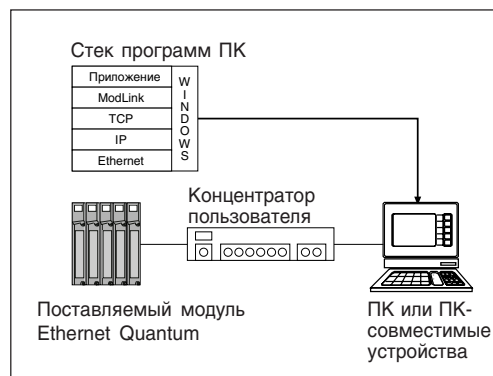 Стек программ ПК
Приложение
ModLink
TCP
IP
Ethernet
WINDOWS
Концентратор
пользователя
Поставляемый модуль
Ethernet Quantum
ПК или ПК-
совместимые
устройства